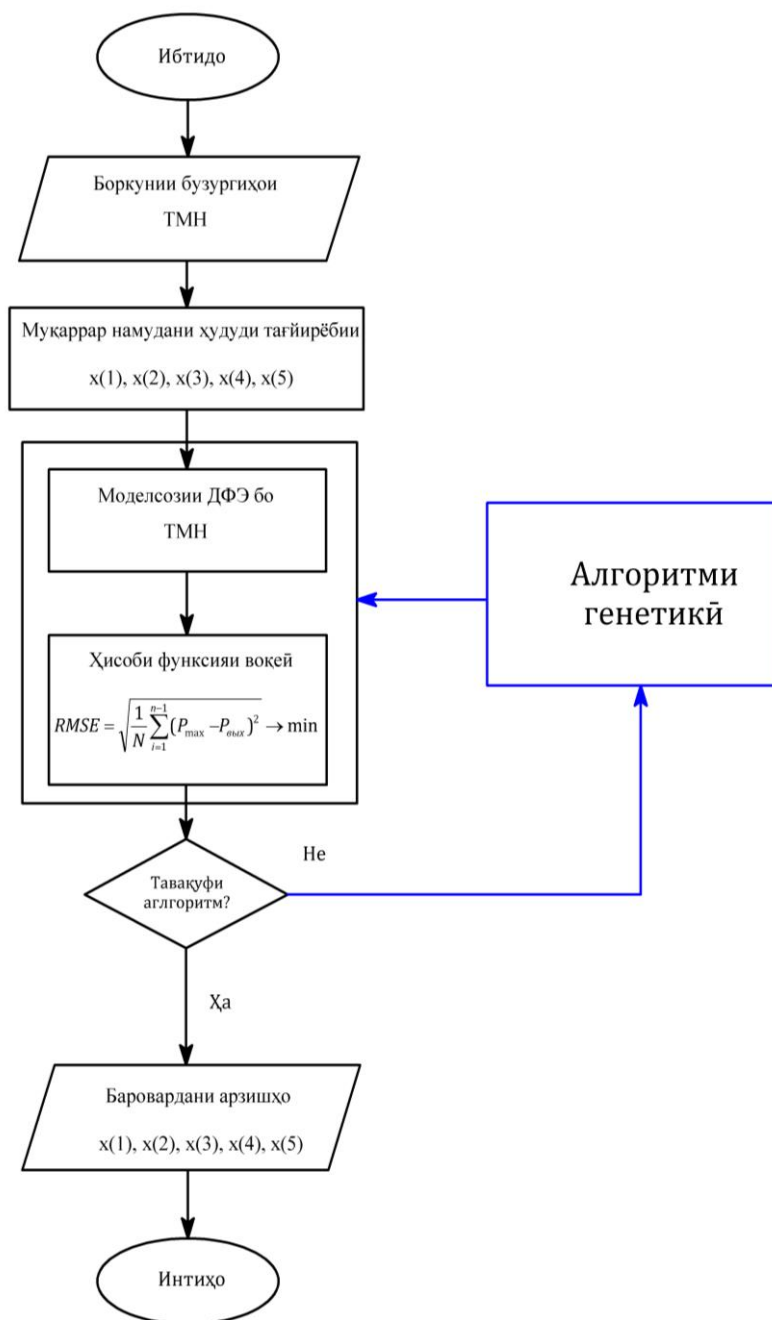 Ибтидо
Боркунии бузургиҳои
ТМН
Муқаррар намудани ҳудуди тағйирёбии
x(1), x(2), x(3), x(4), x(5)
Моделсозии ДФЭ бо
ТМН
Ҳисоби функсияи воқеӣ
RMSE = √(1/N ∑_{i=1}^{n-1} (P_max − P_вых)²) → min
Алгоритми
генетикӣ
Не
Тавақуфи
аглгоритм?
Ҳа
Баровардани арзишҳо
x(1), x(2), x(3), x(4), x(5)
Интиҳо